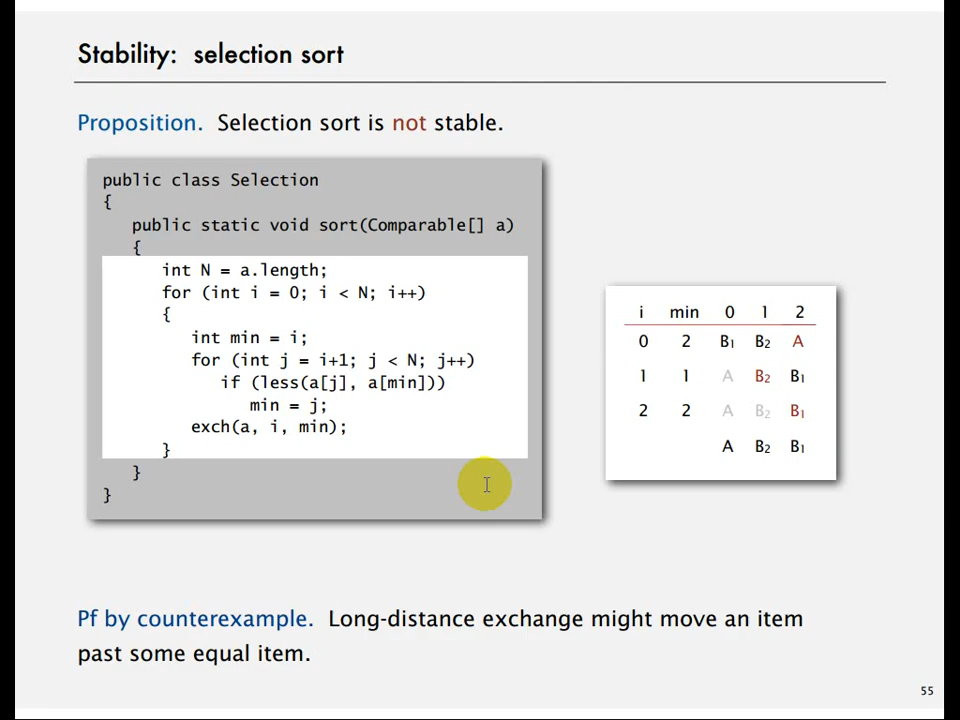 Stability: selection sort
Proposition. Selection sort is not stable.
public class Selection
{
public static void sort(Comparable[] a)
{
int N = a.length;
for (int i = 0; i < N; i++)
{
int min = i;
for (int j = i+1; j < N; j++)
if (less(a[j], a[min]))
min = j;
exch(a, i, min);
}
}
}
i min 0 1 2
0 2 B₁ B₂ A
1 1 A B₂ B₁
2 2 A B₂ B₁
A B₂ B₁
Pf by counterexample. Long-distance exchange might move an item
past some equal item.
55